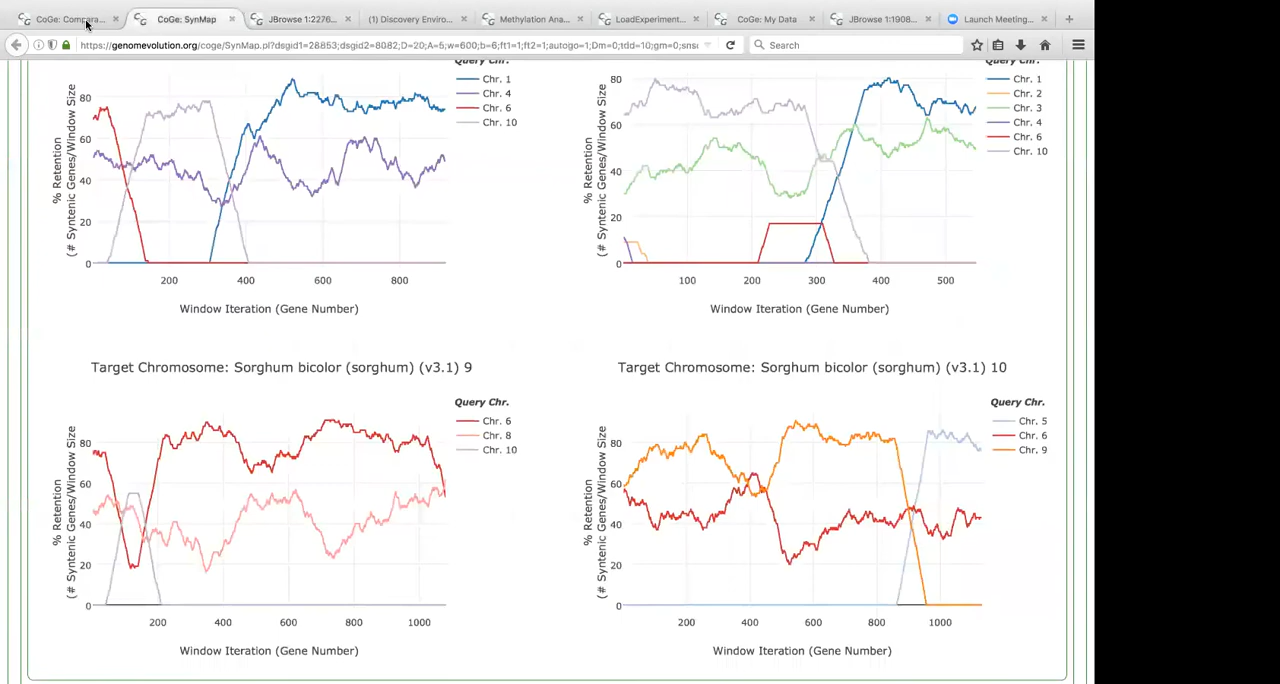 CoGe: Compara... × CoGe: SynMap × JBrowse 1:2276... × (1) Discovery Enviro... × Methylation Ana... × LoadExperiment... × CoGe: My Data × JBrowse 1:1908... × Launch Meeting... × +
https://genomevolution.org/coge/SynMap.pl?dsgid1=28853;dsgid2=8082;D=20;A=5;w=600;b=6;ft1=1;ft2=1;autogo=1;Dm=0;tdd=10;gm=0;snsd Search
Query Chr.
Chr. 1
Chr. 4
Chr. 6
Chr. 10
80
60
40
20
0
% Retention
(# Syntenic Genes/Window Size)
200 400 600 800
Window Iteration (Gene Number)
Query Chr.
Chr. 1
Chr. 2
Chr. 3
Chr. 4
Chr. 6
Chr. 10
80
60
40
20
0
% Retention
(# Syntenic Genes/Window Size)
100 200 300 400 500
Window Iteration (Gene Number)
Target Chromosome: Sorghum bicolor (sorghum) (v3.1) 9
Query Chr.
Chr. 6
Chr. 8
Chr. 10
80
60
40
20
0
% Retention
(# Syntenic Genes/Window Size)
200 400 600 800 1000
Window Iteration (Gene Number)
Target Chromosome: Sorghum bicolor (sorghum) (v3.1) 10
Query Chr.
Chr. 5
Chr. 6
Chr. 9
80
60
40
20
0
% Retention
(# Syntenic Genes/Window Size)
200 400 600 800 1000
Window Iteration (Gene Number)